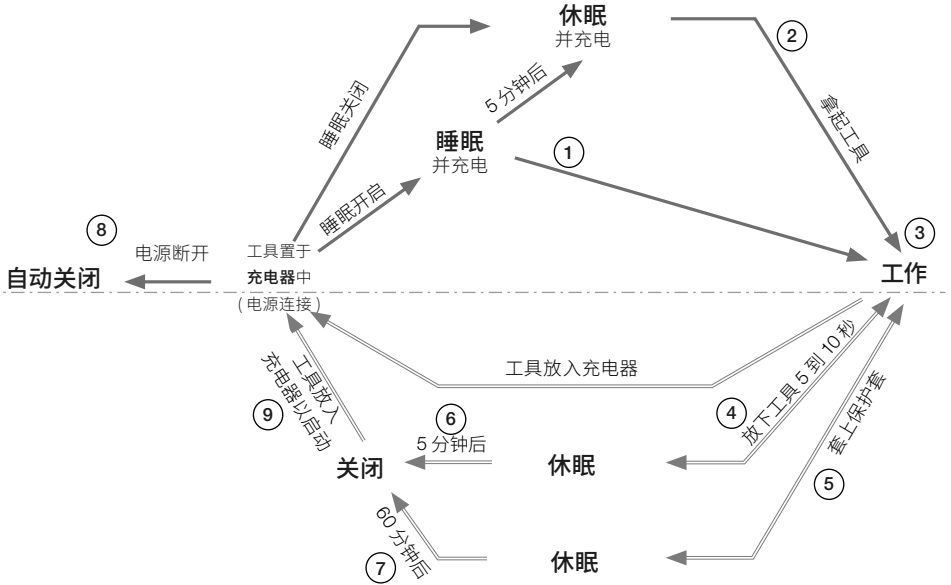 休眠
并充电
②
睡眠关闭
5 分钟后
拿起工具
睡眠
并充电
①
睡眠开启
⑧
电源断开
自动关闭
工具置于
充电器中
(电源连接)
③
工作
工具放入充电器
④
放下工具 5 到 10 秒
套上保护套
⑤
⑨
工具放入
充电器以启动
⑥
5 分钟后
关闭
休眠
60 分钟后
⑦
休眠